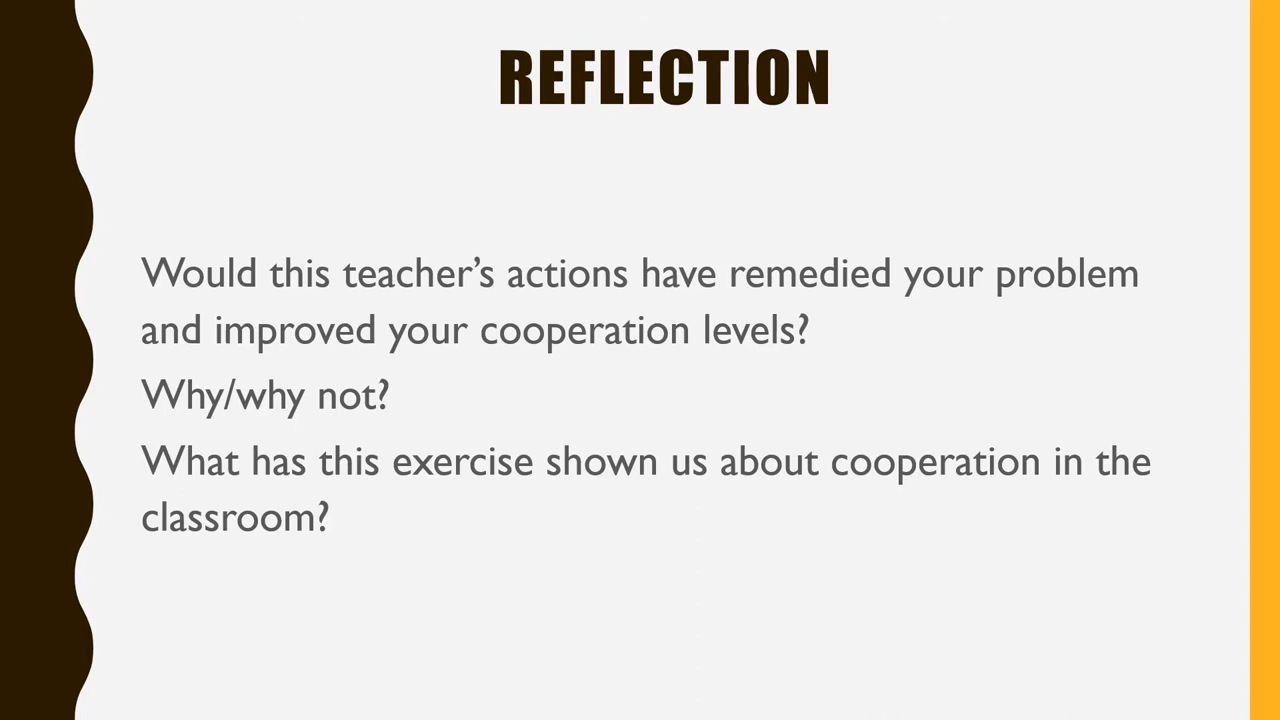 REFLECTION
Would this teacher’s actions have remedied your problem
and improved your cooperation levels?
Why/why not?
What has this exercise shown us about cooperation in the
classroom?